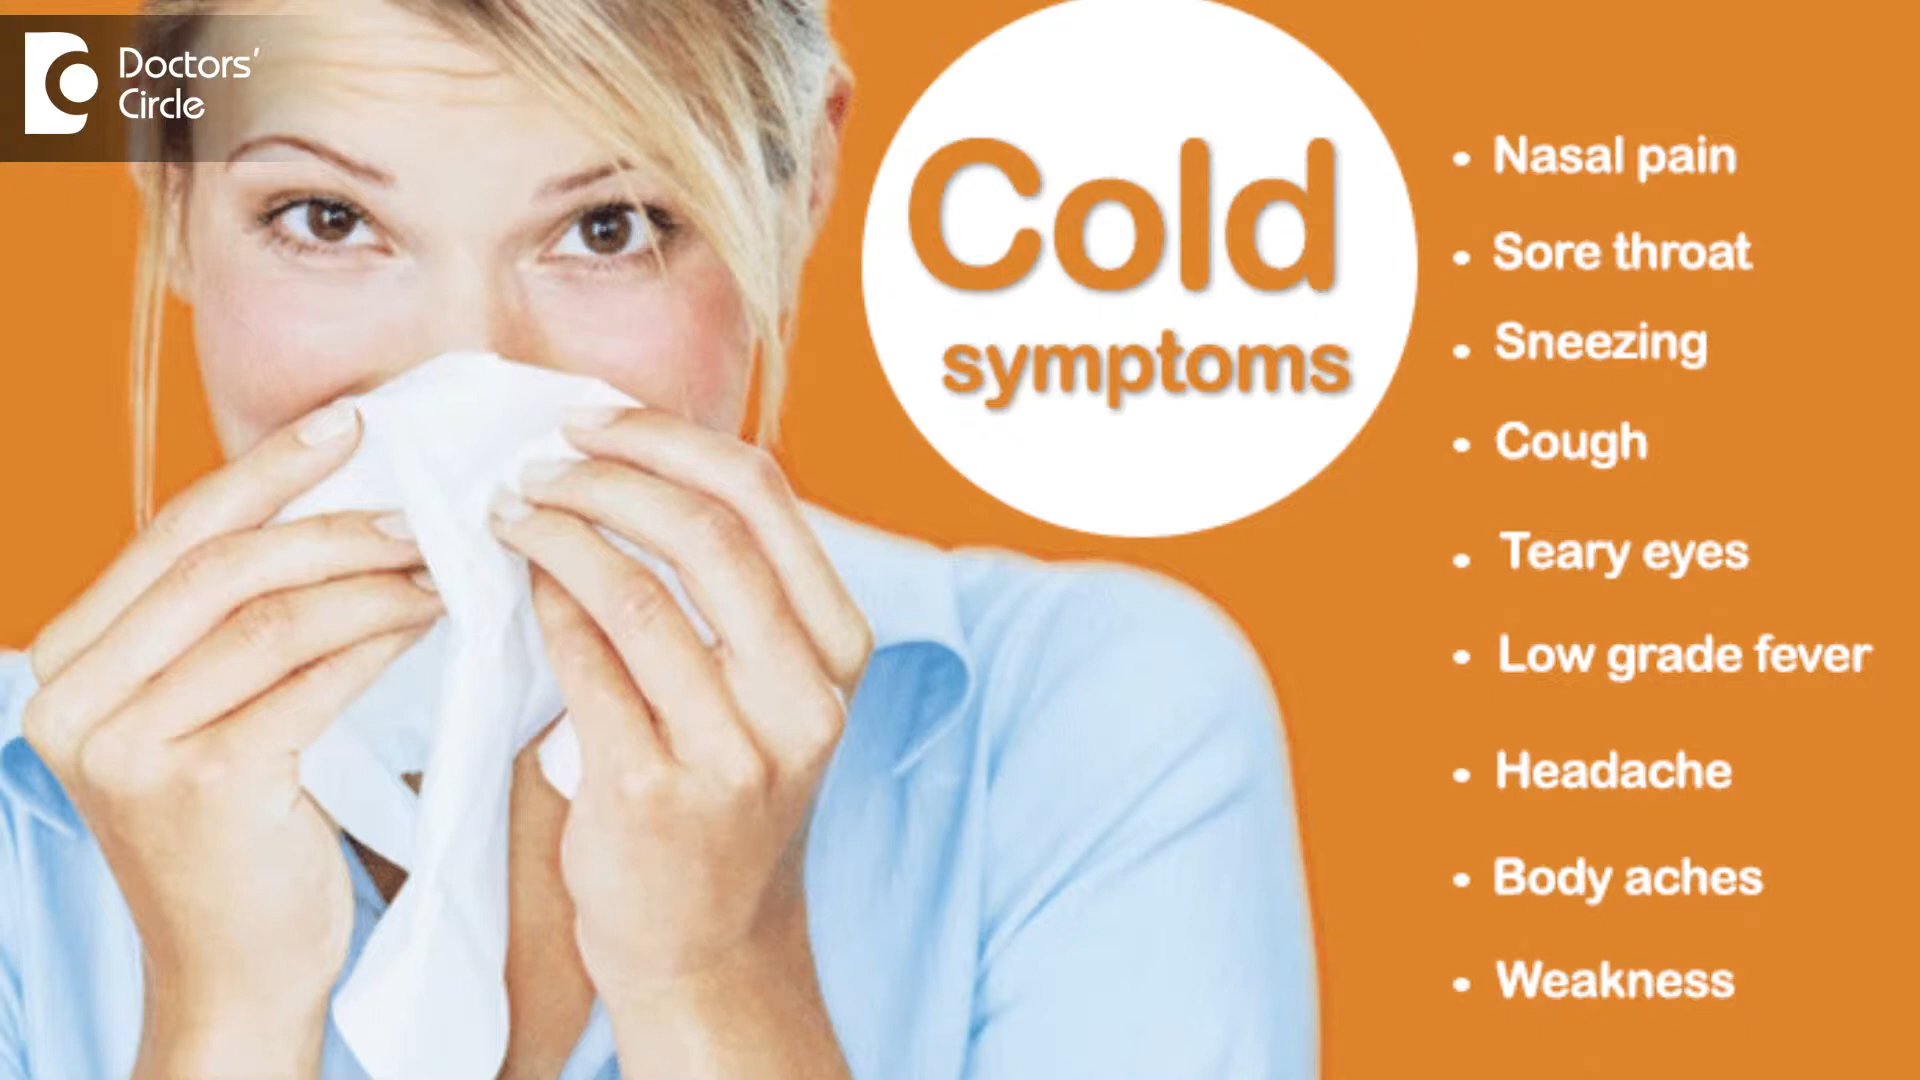 Doctors'
Circle
Cold
symptoms
• Nasal pain
• Sore throat
• Sneezing
• Cough
• Teary eyes
• Low grade fever
• Headache
• Body aches
• Weakness